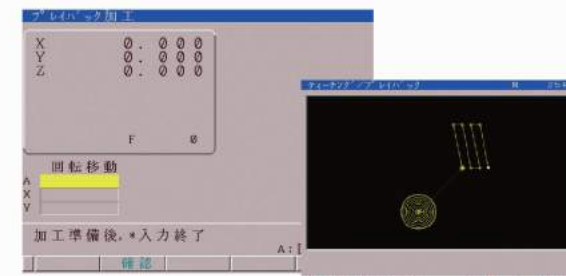 プレイバック加工
X 0.000
Y 0.000
Z 0.000
F 0
回転移動
A
X
Y
加工準備後,*入力終了
A:[
確認
ティーチング/プレイバック M